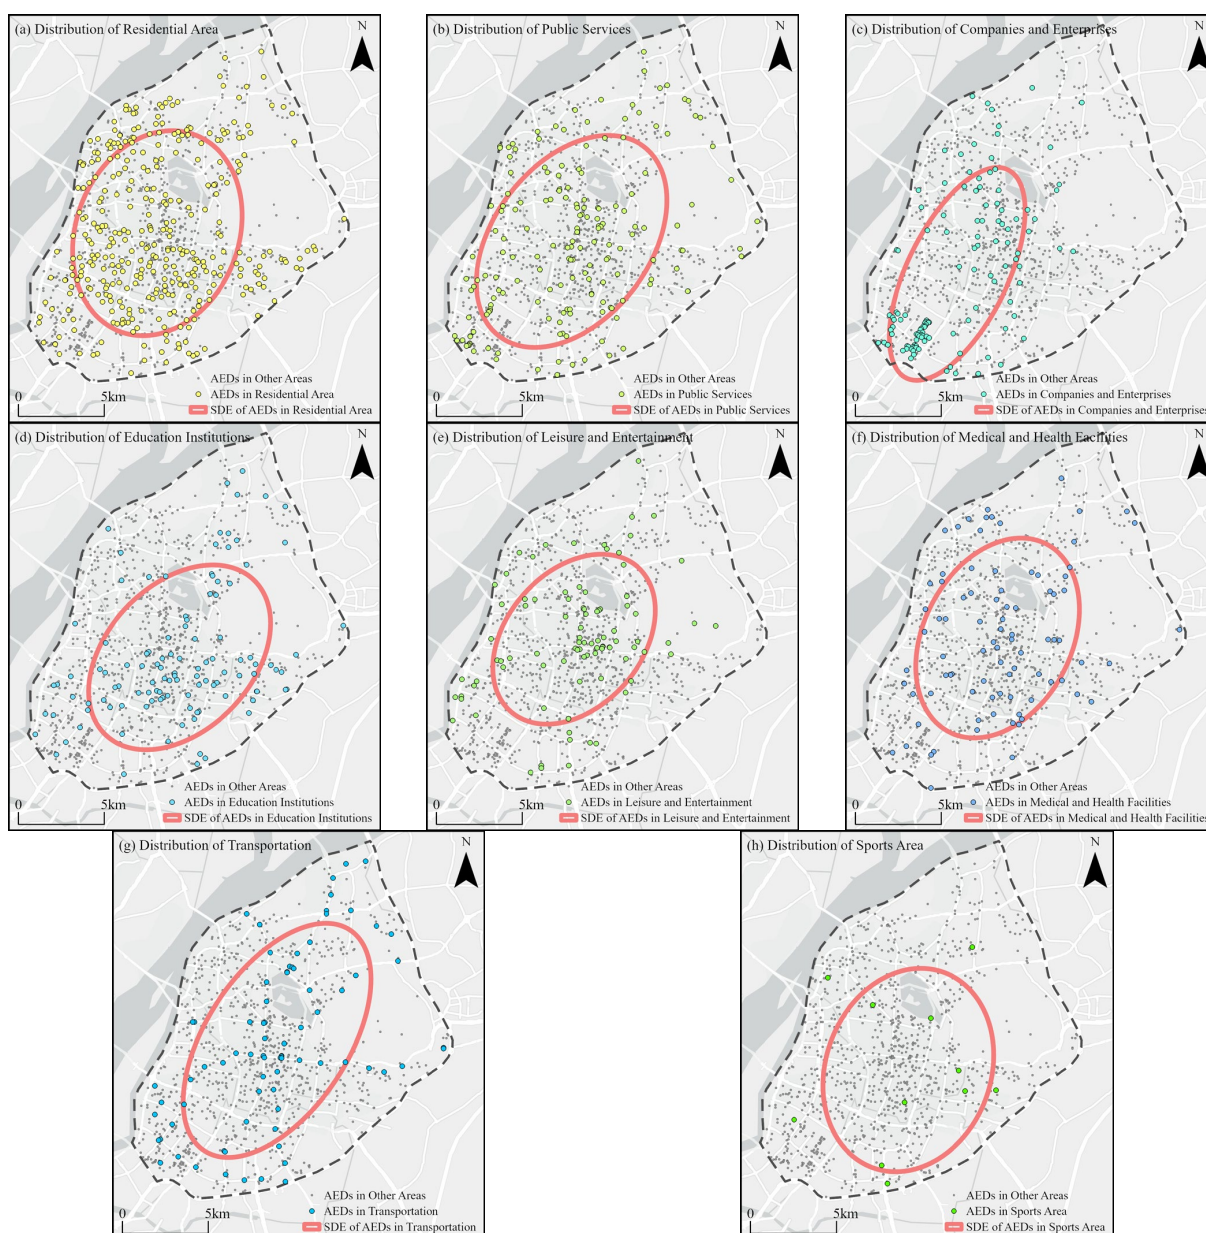 (a) Distribution of Residential Area
N
AEDs in Other Areas
AEDs in Residential Area
SDE of AEDs in Residential Area
0 5km
(b) Distribution of Public Services
N
AEDs in Other Areas
AEDs in Public Services
SDE of AEDs in Public Services
0 5km
(c) Distribution of Companies and Enterprises
N
AEDs in Other Areas
AEDs in Companies and Enterprises
SDE of AEDs in Companies and Enterprises
0 5km
(d) Distribution of Education Institutions
N
AEDs in Other Areas
AEDs in Education Institutions
SDE of AEDs in Education Institutions
0 5km
(e) Distribution of Leisure and Entertainment
N
AEDs in Other Areas
AEDs in Leisure and Entertainment
SDE of AEDs in Leisure and Entertainment
0 5km
(f) Distribution of Medical and Health Facilities
N
AEDs in Other Areas
AEDs in Medical and Health Facilities
SDE of AEDs in Medical and Health Facilities
0 5km
(g) Distribution of Transportation
N
AEDs in Other Areas
AEDs in Transportation
SDE of AEDs in Transportation
0 5km
(h) Distribution of Sports Area
N
AEDs in Other Areas
AEDs in Sports Area
SDE of AEDs in Sports Area
0 5km